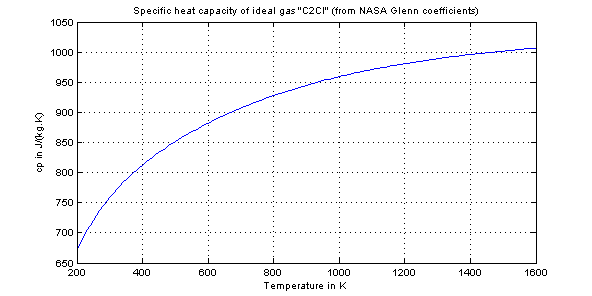 Specific heat capacity of ideal gas "C2Cl" (from NASA Glenn coefficients)
1050
1000
950
900
850
800
750
700
650
cp in J/(kg.K)
200 400 600 800 1000 1200 1400 1600
Temperature in K